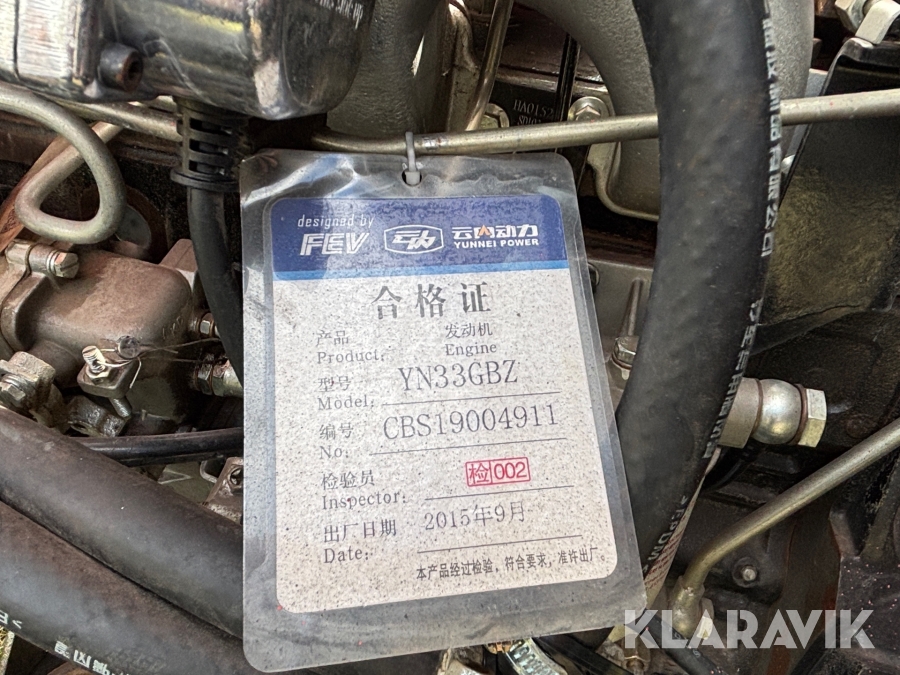 HA0152
designed by
FEV
云内动力
YUNNEI POWER
合格证
产品 发动机
Product: Engine
型号 YN33GBZ
Model:
编号 CBS19004911
No:
检验员 检002
Inspector:
出厂日期 2015年9月
Date:
本产品经过检验，符合要求，准许出厂。
KLARAVIK